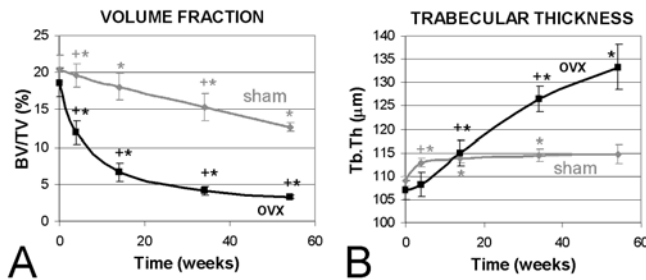 VOLUME FRACTION
25
20
15
10
5
0
BV/TV (%)
+*
*
+*
*
sham
+*
*
+*
+*
ovx
0 20 40 60
Time (weeks)
A
TRABECULAR THICKNESS
140
135
130
125
120
115
110
105
100
Tb.Th (μm)
*
ovx
+*
+*
+*
*
*
sham
0 20 40 60
Time (weeks)
B